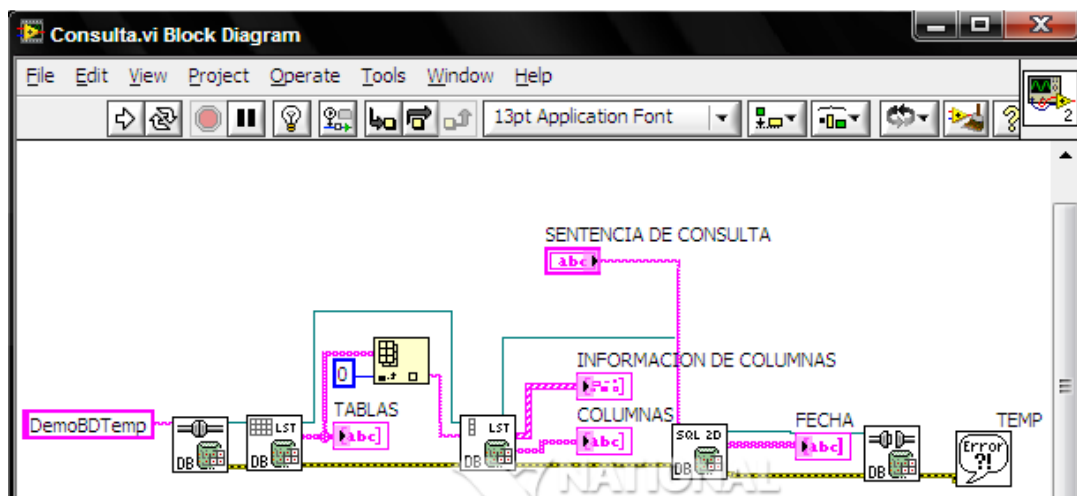 Consulta.vi Block Diagram
File Edit View Project Operate Tools Window Help
13pt Application Font
2
SENTENCIA DE CONSULTA
abc
INFORMACION DE COLUMNAS
0
TABLAS
abc
COLUMNAS
abc
FECHA
abc
TEMP
DemoBDTemp
DB
LST
DB
LST
DB
SQL 2D
DB
DB
Error
?!
NATIONAL